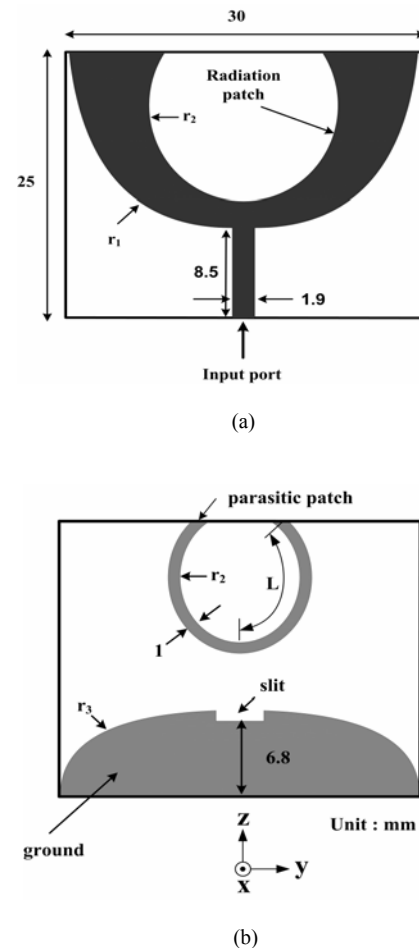 30
Radiation
patch
r₂
25
r₁
8.5
1.9
Input port
(a)
parasitic patch
r₂
L
1
slit
r₃
6.8
ground
Unit : mm
z
y
x
(b)